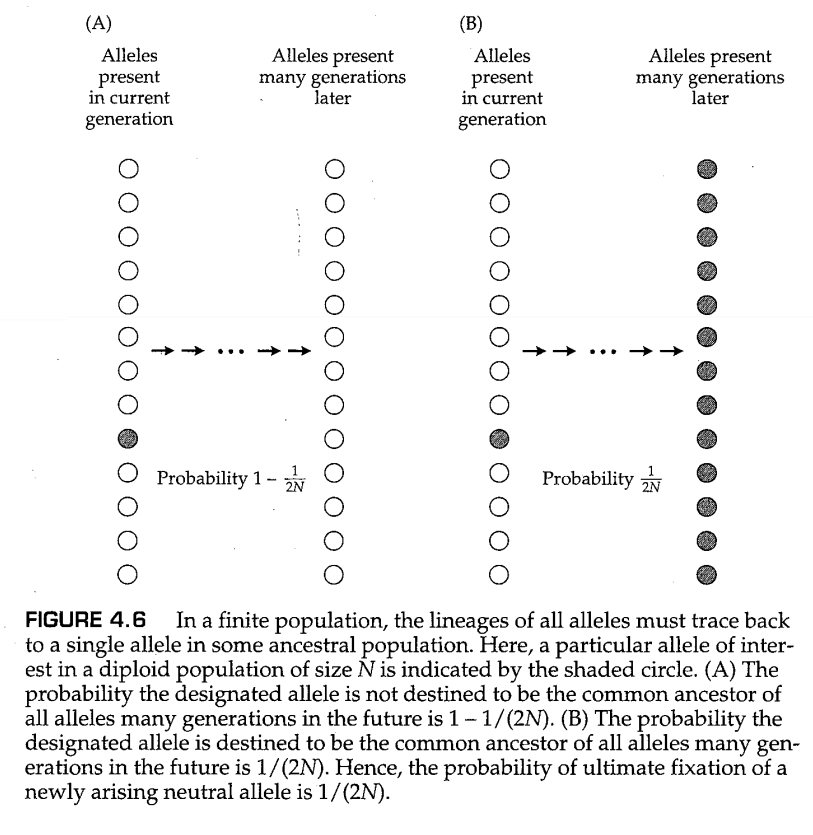 (A)
Alleles
present
in current
generation
Alleles present
many generations
later
Probability 1 – 1/2N
(B)
Alleles
present
in current
generation
Alleles present
many generations
later
Probability 1/2N
FIGURE 4.6 In a finite population, the lineages of all alleles must trace back
to a single allele in some ancestral population. Here, a particular allele of inter-
est in a diploid population of size N is indicated by the shaded circle. (A) The
probability the designated allele is not destined to be the common ancestor of
all alleles many generations in the future is 1 – 1/(2N). (B) The probability the
designated allele is destined to be the common ancestor of all alleles many gen-
erations in the future is 1/(2N). Hence, the probability of ultimate fixation of a
newly arising neutral allele is 1/(2N).